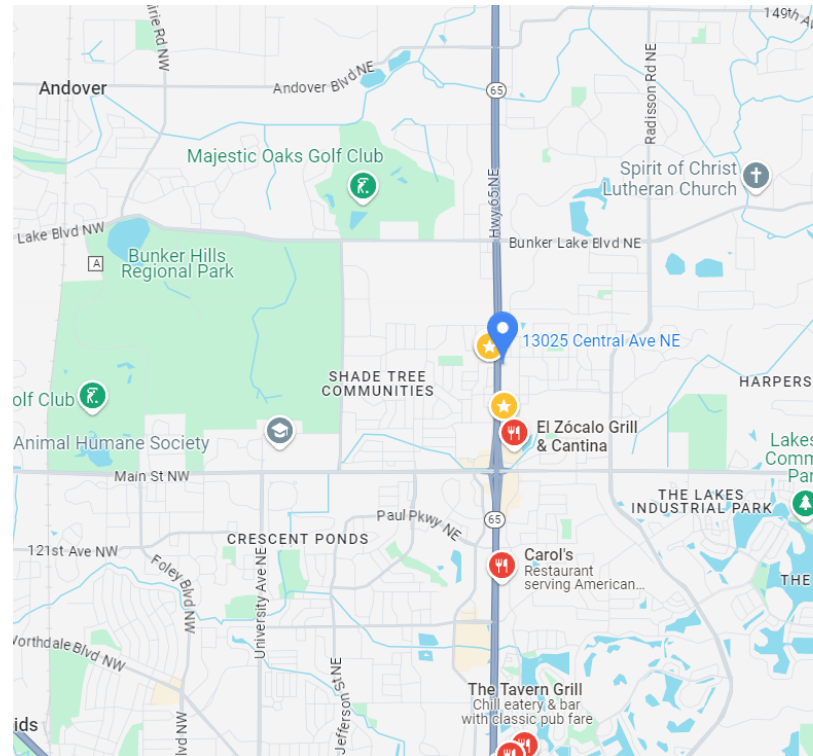 149th Av
irie Rd NW
Andover
Andover Blvd NE
65
Radisson Rd NE
Majestic Oaks Golf Club
Spirit of Christ
Lutheran Church
Hwy 65 NE
Lake Blvd NW
Bunker Lake Blvd NE
Bunker Hills
Regional Park
A
13025 Central Ave NE
SHADE TREE
COMMUNITIES
HARPERS
olf Club
El Zócalo Grill
& Cantina
Animal Humane Society
Lakes
Comm
Par
Main St NW
THE LAKES
INDUSTRIAL PARK
Paul Pkwy NE
65
CRESCENT PONDS
121st Ave NW
Foley Blvd NW
University Ave NE
Carol's
Restaurant
serving American...
THE
Northdale Blvd NW
Jefferson St NE
The Tavern Grill
Chill eatery & bar
with classic pub fare
ids